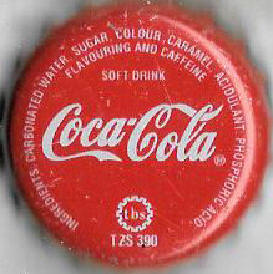 INGREDIENTS: CARBONATED WATER, SUGAR, COLOUR: CARAMEL, ACIDULANT: PHOSPHORIC ACID,
FLAVOURING AND CAFFEINE
SOFT DRINK
Coca-Cola®
tbs
TZS 390